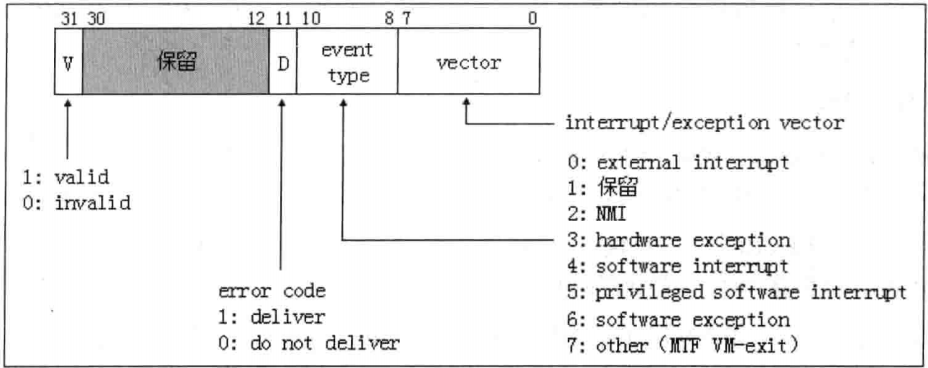 31 30 12 11 10 8 7 0
V 保留 D event type vector
interrupt/exception vector
1: valid
0: invalid
0: external interrupt
1: 保留
2: NMI
3: hardware exception
4: software interrupt
5: privileged software interrupt
6: software exception
7: other（MTF VM-exit）
error code
1: deliver
0: do not deliver